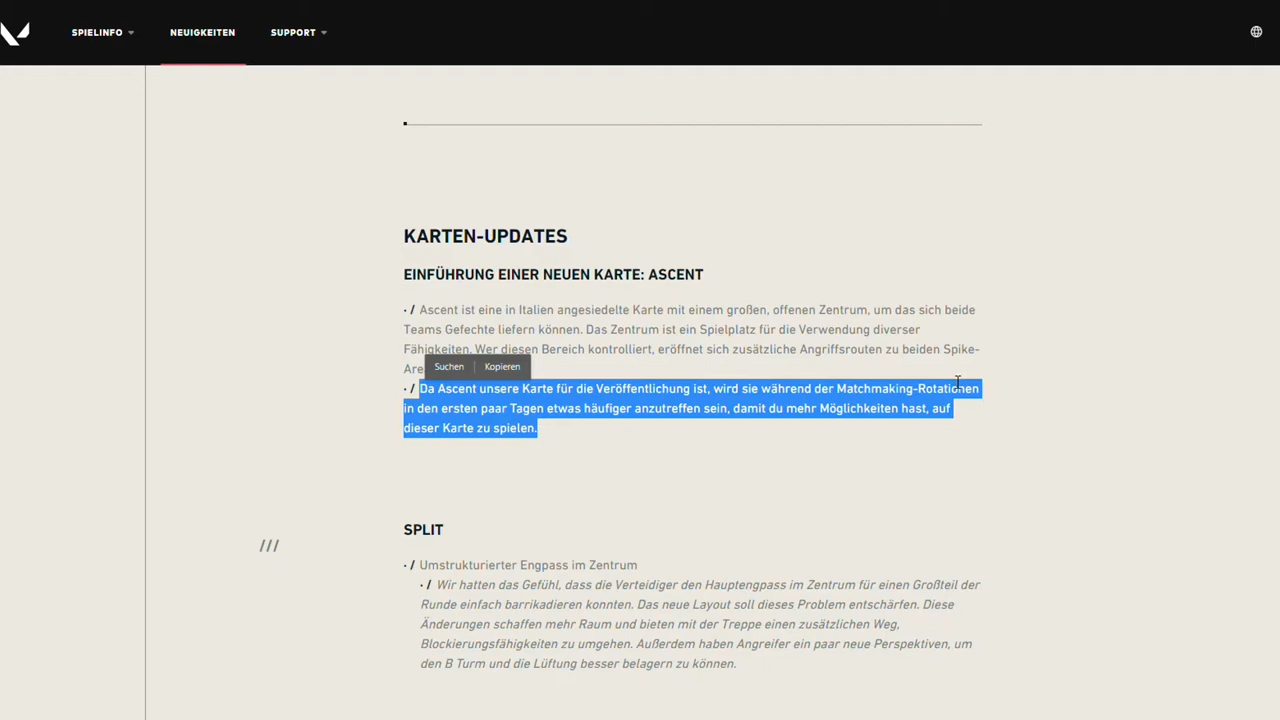 SPIELINFO NEUIGKEITEN SUPPORT
KARTEN-UPDATES
EINFÜHRUNG EINER NEUEN KARTE: ASCENT
· / Ascent ist eine in Italien angesiedelte Karte mit einem großen, offenen Zentrum, um das sich beide
Teams Gefechte liefern können. Das Zentrum ist ein Spielplatz für die Verwendung diverser
Fähigkeiten. Wer diesen Bereich kontrolliert, eröffnet sich zusätzliche Angriffsrouten zu beiden Spike-
Are
Suchen Kopieren
· / Da Ascent unsere Karte für die Veröffentlichung ist, wird sie während der Matchmaking-Rotationen
in den ersten paar Tagen etwas häufiger anzutreffen sein, damit du mehr Möglichkeiten hast, auf
dieser Karte zu spielen.
///
SPLIT
· / Umstrukturierter Engpass im Zentrum
· / Wir hatten das Gefühl, dass die Verteidiger den Hauptengpass im Zentrum für einen Großteil der
Runde einfach barrikadieren konnten. Das neue Layout soll dieses Problem entschärfen. Diese
Änderungen schaffen mehr Raum und bieten mit der Treppe einen zusätzlichen Weg,
Blockierungsfähigkeiten zu umgehen. Außerdem haben Angreifer ein paar neue Perspektiven, um
den B Turm und die Lüftung besser belagern zu können.